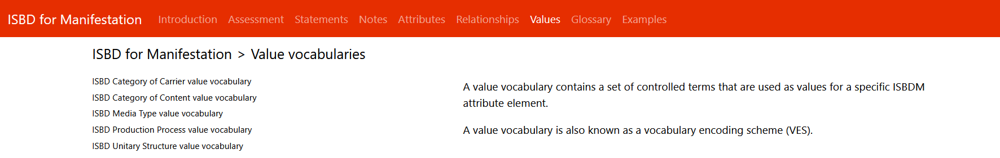 ISBD for Manifestation Introduction Assessment Statements Notes Attributes Relationships Values Glossary Examples
ISBD for Manifestation > Value vocabularies
ISBD Category of Carrier value vocabulary
ISBD Category of Content value vocabulary
ISBD Media Type value vocabulary
ISBD Production Process value vocabulary
ISBD Unitary Structure value vocabulary
A value vocabulary contains a set of controlled terms that are used as values for a specific ISBDM
attribute element.
A value vocabulary is also known as a vocabulary encoding scheme (VES).